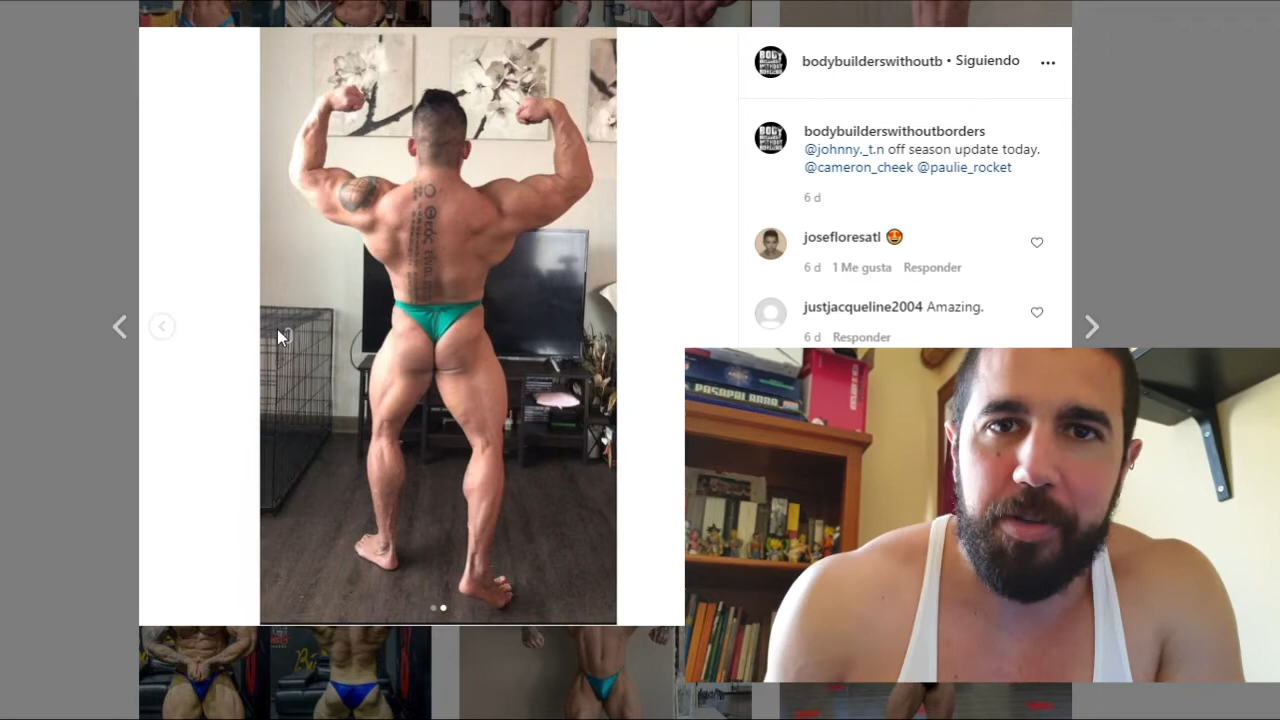 bodybuilderswithoutb • Siguiendo
bodybuilderswithoutborders
@johnny._t.n off season update today.
@cameron_cheek @paulie_rocket
6 d
josefloresatl 😍
6 d 1 Me gusta Responder
justjacqueline2004 Amazing.
6 d Responder